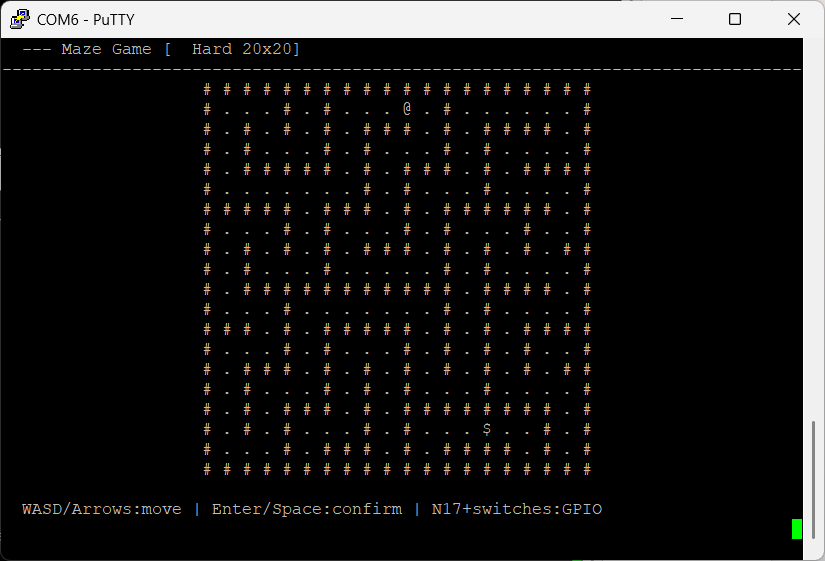 COM6 - PuTTY
--- Maze Game [  Hard 20x20]
--------------------------------------------------------------------------------
# # # # # # # # # # # # # # # # # # # #
# . . . # . # . . . @ . # . . . . . . #
# . # . # . # . # # # . # . # # # # . #
# . # . . . # . # . . . # . # . . . . #
# . # # # # # . # . # # # . # . # # # #
# . . . . . . . # . # . . . # . . . . #
# # # # # . # # # . # . # # # # # # . #
# . . . # . # . . . # . # . . . # . . #
# . # . # . # . # # # . # . # . # . # #
# . # . . . # . . . . . # . # . . . . #
# . # # # # # # # # # # # . # # # # . #
# . . . # . . . . . . . # . # . . . . #
# # # . # . # # # # # . # . # . # # # #
# . . . # . # . . . # . # . # . # . . #
# . # # # . # . # . # . # . # . # . # #
# . # . . . # . # . # . . . # . . . . #
# . # . # # # . # . # # # # # # # # . #
# . # . # . . . # . # . . . $ . . # . #
# . . . # . # # # . # . # # # # . # . #
# # # # # # # # # # # # # # # # # # # #
WASD/Arrows:move | Enter/Space:confirm | N17+switches:GPIO